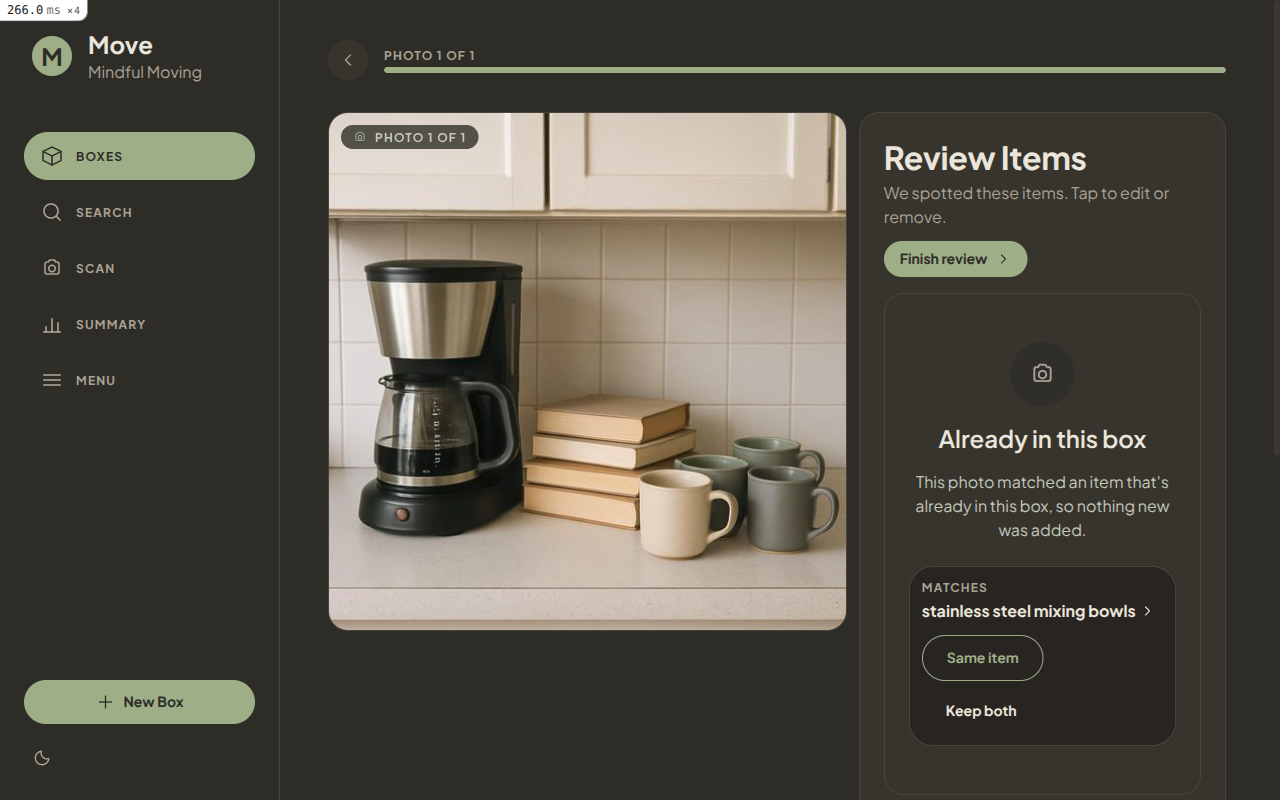 266.0 ms ×4
M
Move
Mindful Moving
BOXES
SEARCH
SCAN
SUMMARY
MENU
New Box
PHOTO 1 OF 1
PHOTO 1 OF 1
Review Items
We spotted these items. Tap to edit or
remove.
Finish review
Already in this box
This photo matched an item that's
already in this box, so nothing new
was added.
MATCHES
stainless steel mixing bowls
Same item
Keep both